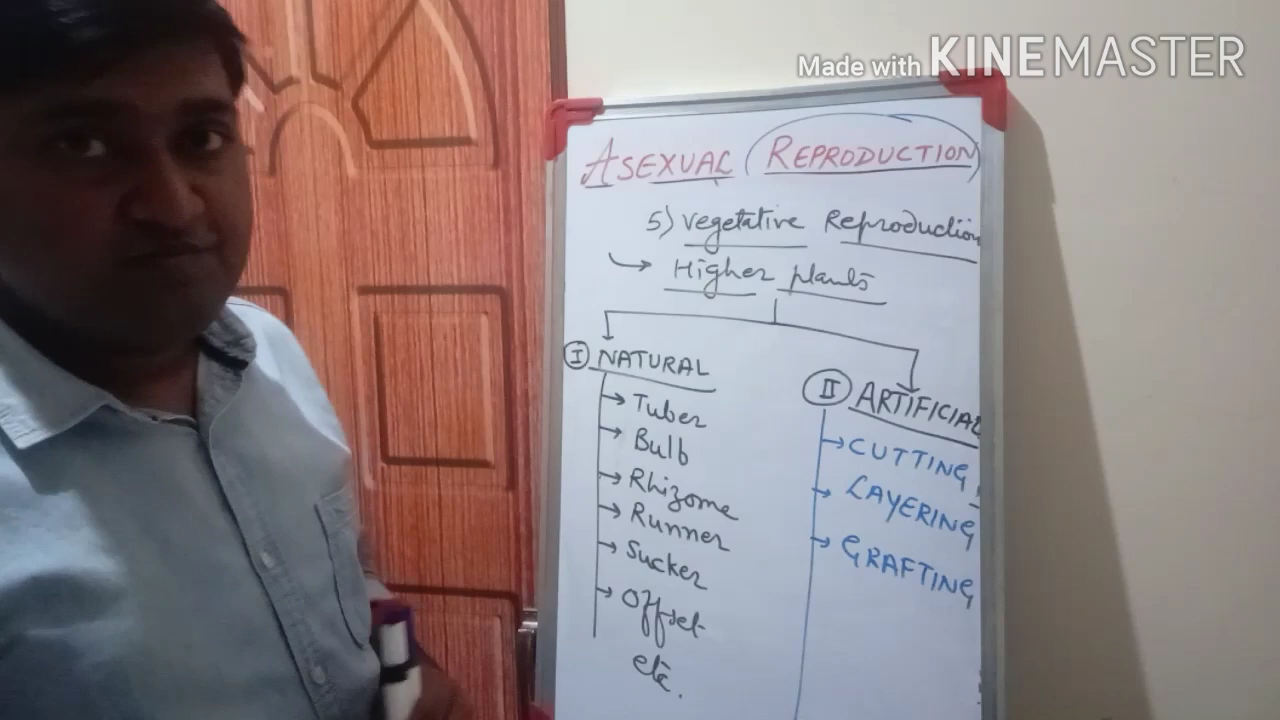 Made with KINEMASTER
ASEXUAL (REPRODUCTION)
5) Vegetative Reproduction
→ Higher plants
I NATURAL
→ Tuber
→ Bulb
→ Rhizome
→ Runner
→ Sucker
→ Offset
etc.
II ARTIFICIAL
→ CUTTING
→ LAYERING
→ GRAFTING